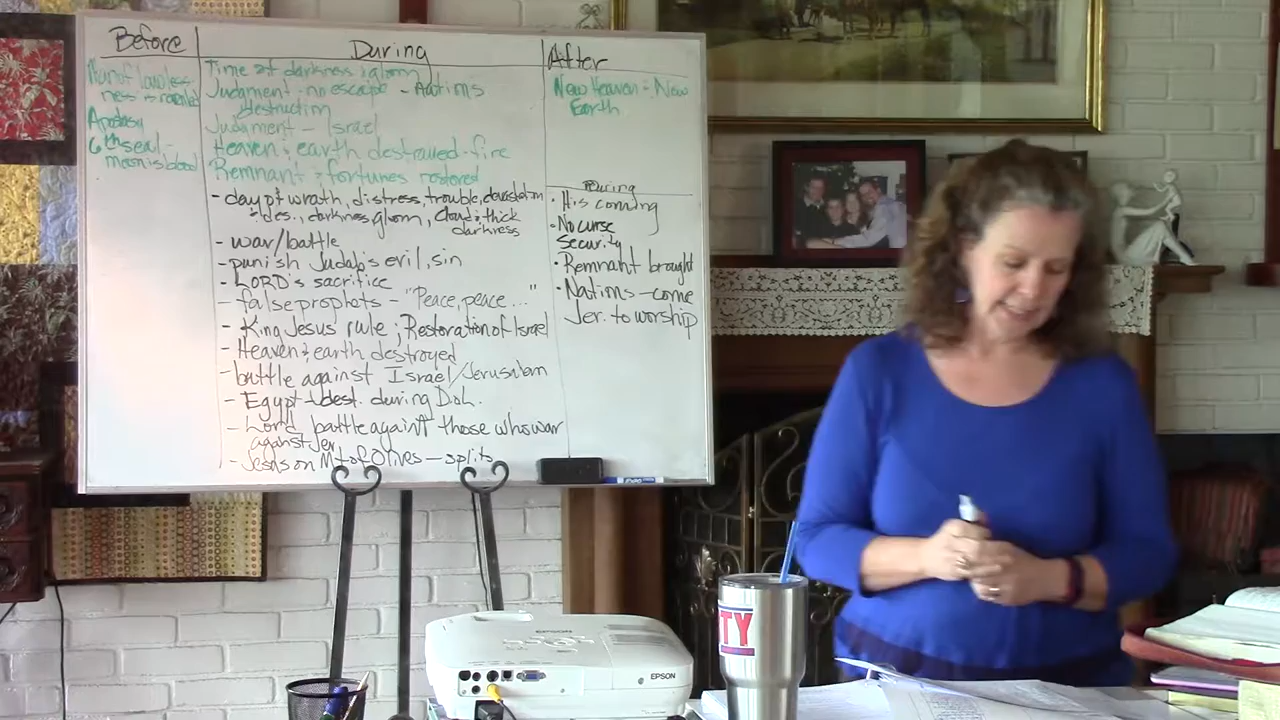 Before
Man of lawless-
ness is revealed
Apostasy
6th seal -
moon is blood
During
Time of darkness & gloom
Judgment - no escape - Nations
destruction
Judgment - Israel
Heaven & earth destroyed - fire
Remnant & fortunes restored
- day of wrath, distress, trouble, devastation
& des., darkness gloom, cloud & thick
darkness
- war/battle
- punish Judah's evil, sin
- LORD's sacrifice
- false prophets - "Peace, peace..."
- King Jesus rule ; Restoration of Israel
- Heaven & earth destroyed
- battle against Israel/Jerusalem
- Egypt dest. during DoL.
- Lord battle against those who war
against Jer.
- Jesus on Mt of Olives - splits
After
New Heaven & New
Earth
During
• His coming
• No curse
Security
• Remnant brought
• Nations - come
Jer. to worship
EPSON
EPSON
TY